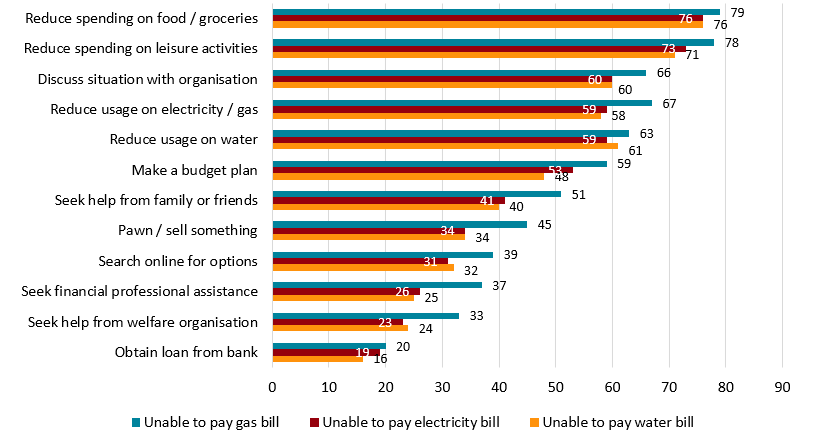 Reduce spending on food / groceries
79
76
76
Reduce spending on leisure activities
78
73
71
Discuss situation with organisation
66
60
60
Reduce usage on electricity / gas
67
59
58
Reduce usage on water
63
59
61
Make a budget plan
59
53
48
Seek help from family or friends
51
41
40
Pawn / sell something
45
34
34
Search online for options
39
31
32
Seek financial professional assistance
37
26
25
Seek help from welfare organisation
33
23
24
Obtain loan from bank
20
19
16
0 10 20 30 40 50 60 70 80 90
Unable to pay gas bill Unable to pay electricity bill Unable to pay water bill